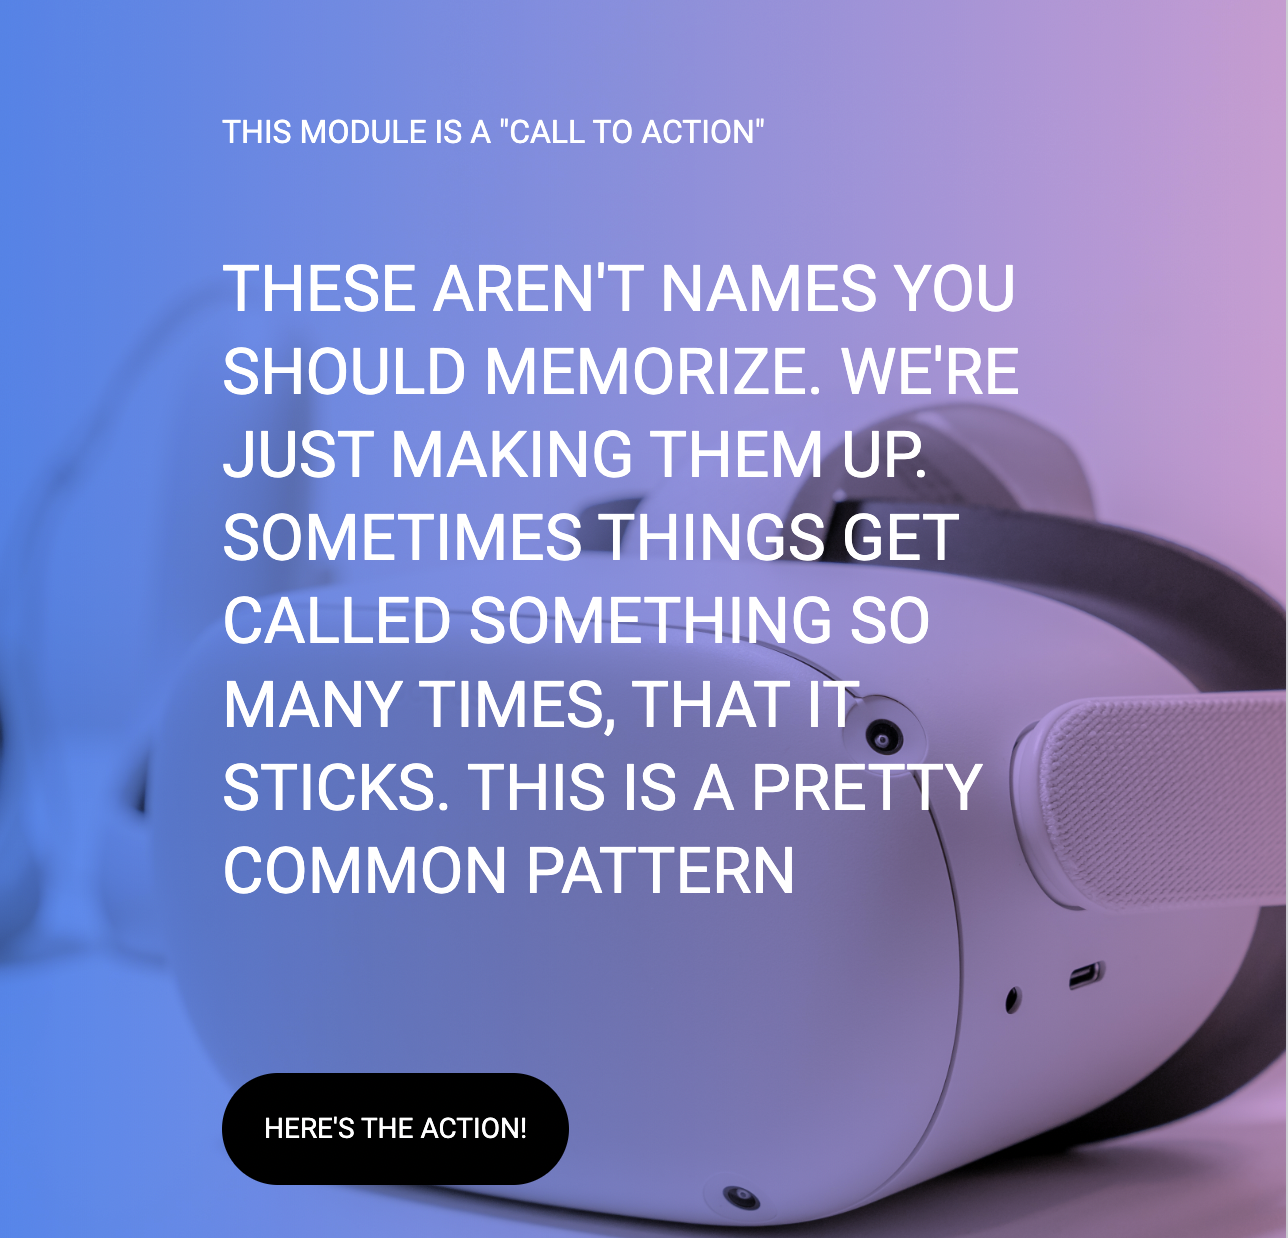 THIS MODULE IS A "CALL TO ACTION"
THESE AREN'T NAMES YOU
SHOULD MEMORIZE. WE'RE
JUST MAKING THEM UP.
SOMETIMES THINGS GET
CALLED SOMETHING SO
MANY TIMES, THAT IT
STICKS. THIS IS A PRETTY
COMMON PATTERN
HERE'S THE ACTION!